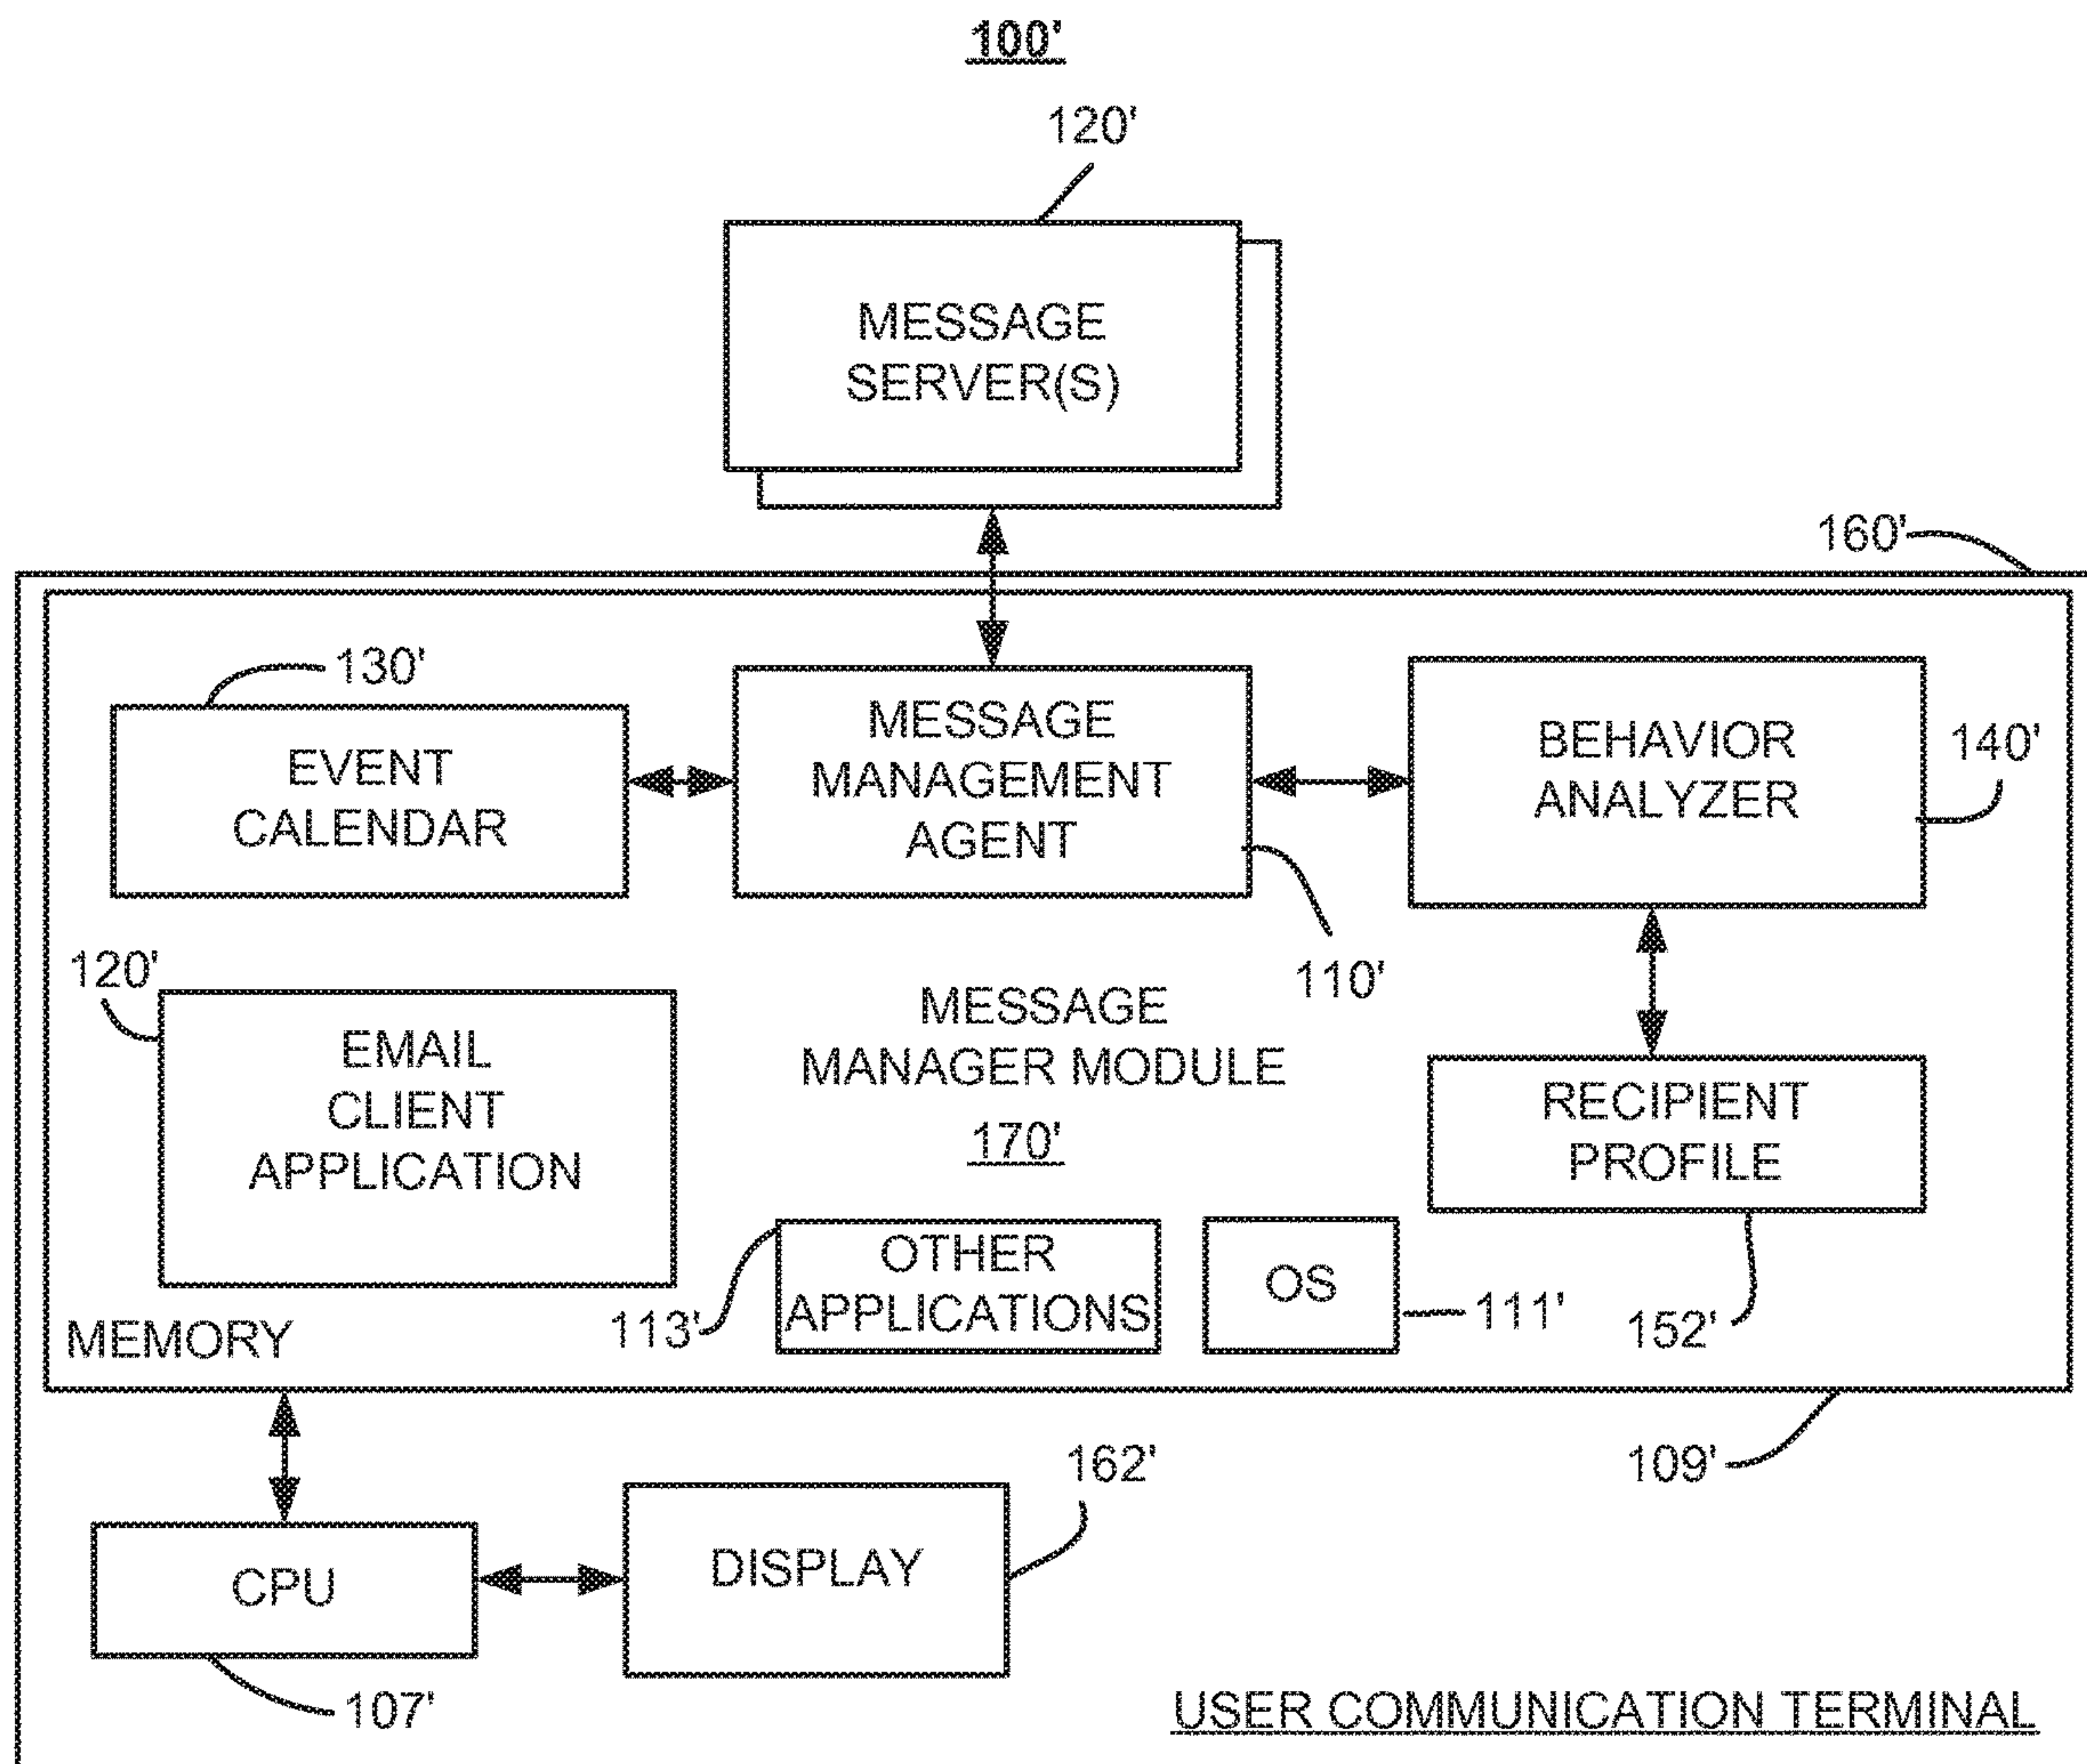 100'
120'
MESSAGE
SERVER(S)
160'
130'
EVENT
CALENDAR
MESSAGE
MANAGEMENT
AGENT
BEHAVIOR
ANALYZER
140'
110'
120'
EMAIL
CLIENT
APPLICATION
MESSAGE
MANAGER MODULE
170'
RECIPIENT
PROFILE
OTHER
APPLICATIONS
113'
OS
111'
152'
MEMORY
109'
162'
CPU
DISPLAY
107'
USER COMMUNICATION TERMINAL